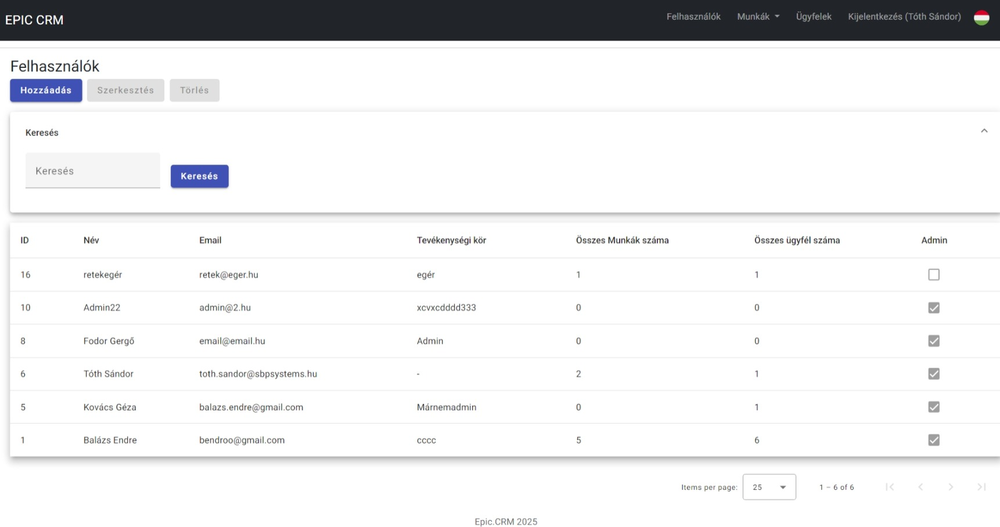 EPIC CRM
Felhasználók Munkák Ügyfelek Kijelentkezés (Tóth Sándor)
Felhasználók
Hozzáadás Szerkesztés Törlés
Keresés
Keresés Keresés
ID Név Email Tevékenységi kör Összes Munkák száma Összes ügyfél száma Admin
16 retekegér retek@eger.hu egér 1 1
10 Admin22 admin@2.hu xcvxcdddd333 0 0
8 Fodor Gergő email@email.hu Admin 0 0
6 Tóth Sándor toth.sandor@sbpsystems.hu - 2 1
5 Kovács Géza balazs.endre@gmail.com Márnemadmin 0 1
1 Balázs Endre bendroo@gmail.com cccc 5 6
Items per page: 25 1 – 6 of 6
Epic.CRM 2025